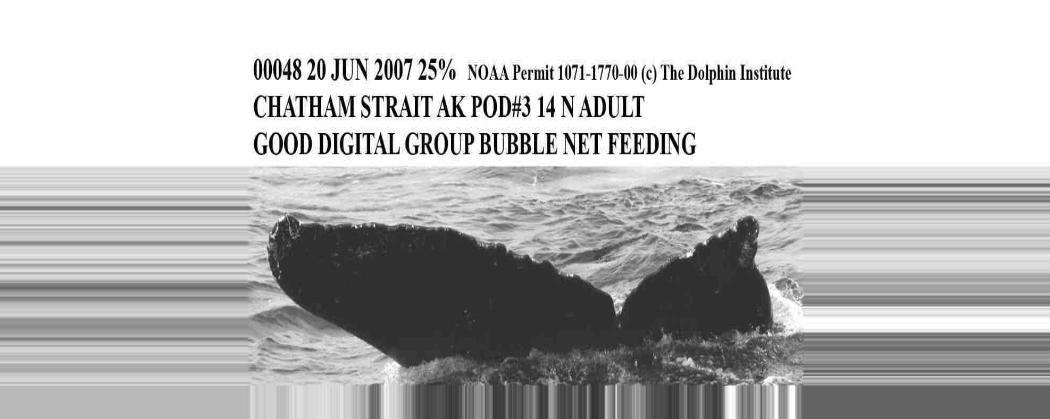 00048 20 JUN 2007 25% NOAA Permit 1071-1770-00 (c) The Dolphin Institute
CHATHAM STRAIT AK POD#3 14 N ADULT
GOOD DIGITAL GROUP BUBBLE NET FEEDING